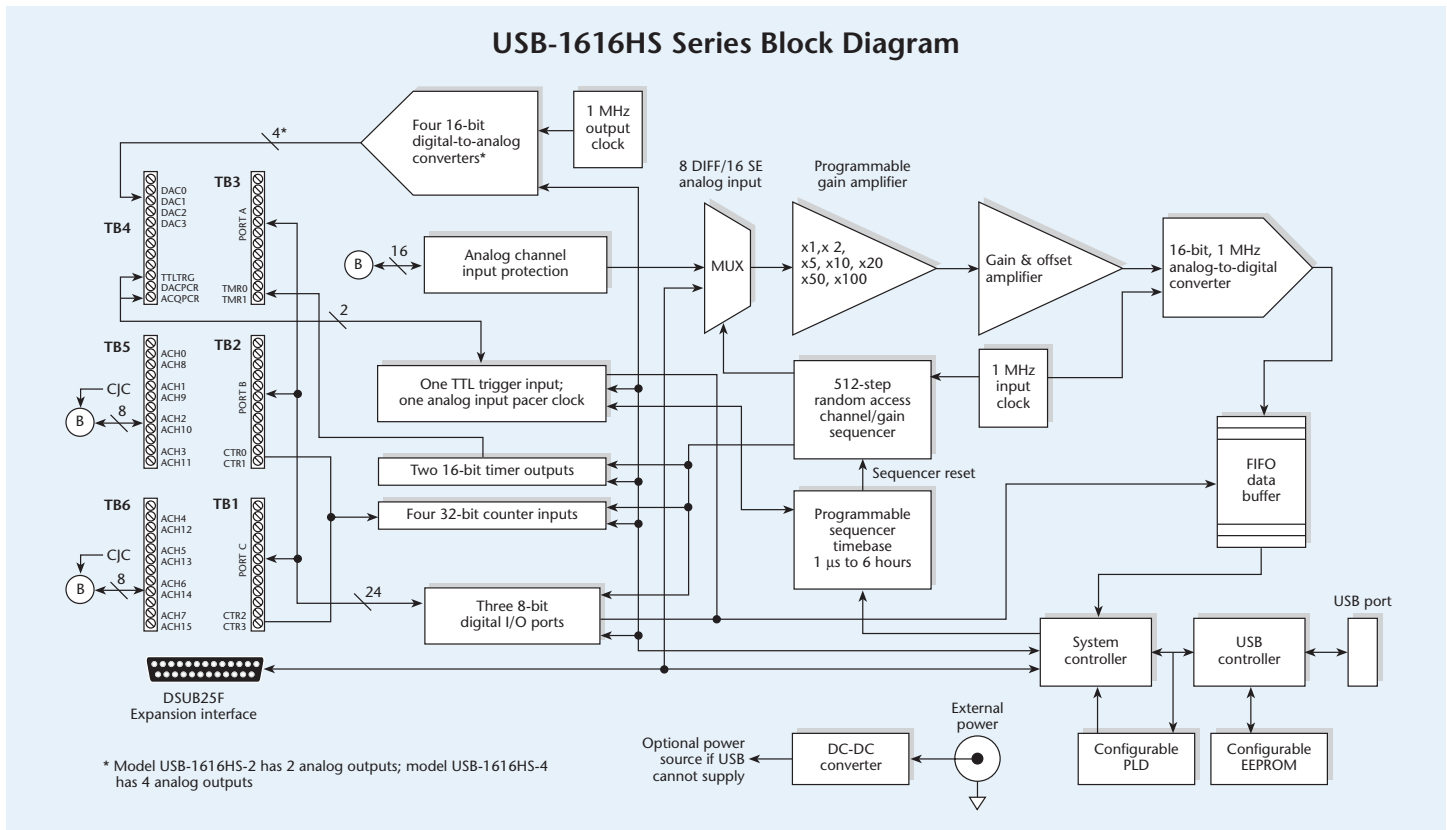 USB-1616HS Series Block Diagram
Four 16-bit
digital-to-analog
converters*
1 MHz
output
clock
4*
8 DIFF/16 SE
analog input
Programmable
gain amplifier
TB4
DAC0
DAC1
DAC2
DAC3
TTLTRG
DACPCR
ACQPCR
TB3
PORT A
TMR0
TMR1
B
16
Analog channel
input protection
MUX
x1,x 2,
x5, x10, x20
x50, x100
Gain & offset
amplifier
16-bit, 1 MHz
analog-to-digital
converter
2
TB5
ACH0
ACH8
ACH1
ACH9
ACH2
ACH10
ACH3
ACH11
CJC
B
8
TB2
PORT B
CTR0
CTR1
One TTL trigger input;
one analog input pacer clock
512-step
random access
channel/gain
sequencer
1 MHz
input
clock
Two 16-bit timer outputs
Sequencer reset
Four 32-bit counter inputs
Programmable
sequencer
timebase
1 µs to 6 hours
FIFO
data
buffer
TB6
ACH4
ACH12
ACH5
ACH13
ACH6
ACH14
ACH7
ACH15
CJC
B
8
TB1
PORT C
CTR2
CTR3
24
Three 8-bit
digital I/O ports
System
controller
USB
controller
USB port
DSUB25F
Expansion interface
Configurable
PLD
Configurable
EEPROM
External
power
DC-DC
converter
Optional power
source if USB
cannot supply
* Model USB-1616HS-2 has 2 analog outputs; model USB-1616HS-4
has 4 analog outputs